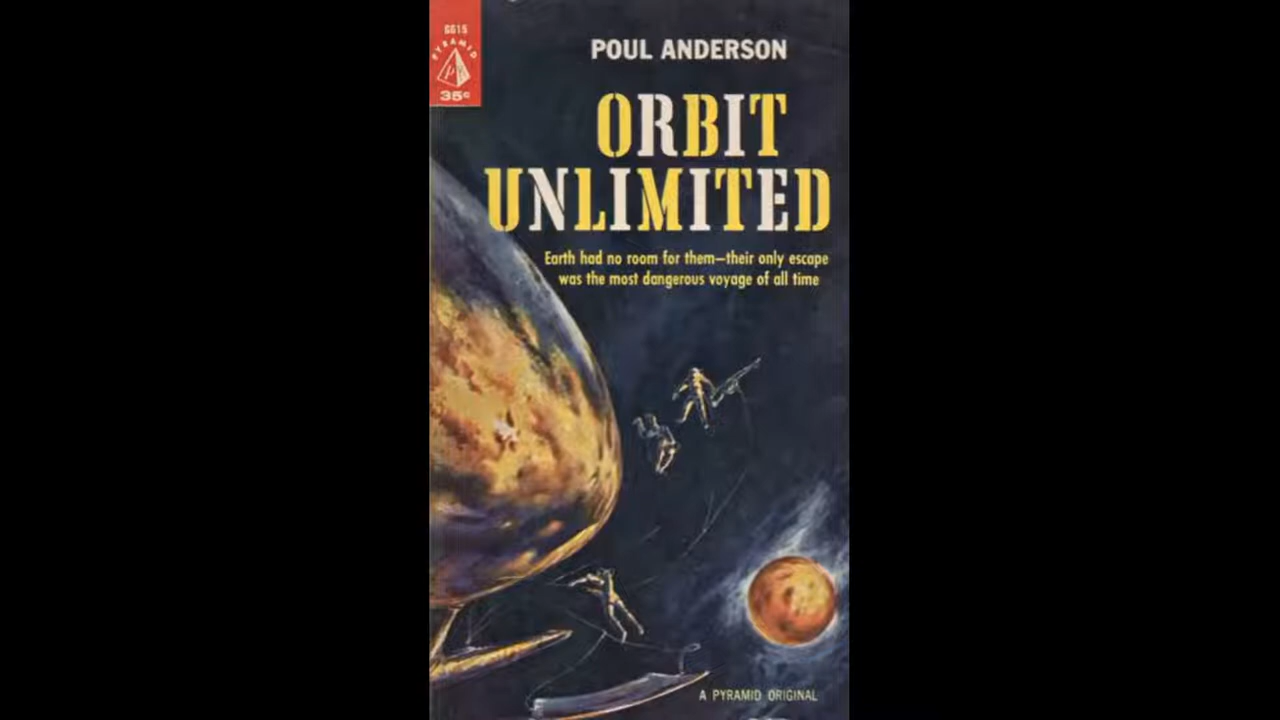 G615
PYRAMID
35¢
POUL ANDERSON
ORBIT
UNLIMITED
Earth had no room for them—their only escape
was the most dangerous voyage of all time
A PYRAMID ORIGINAL